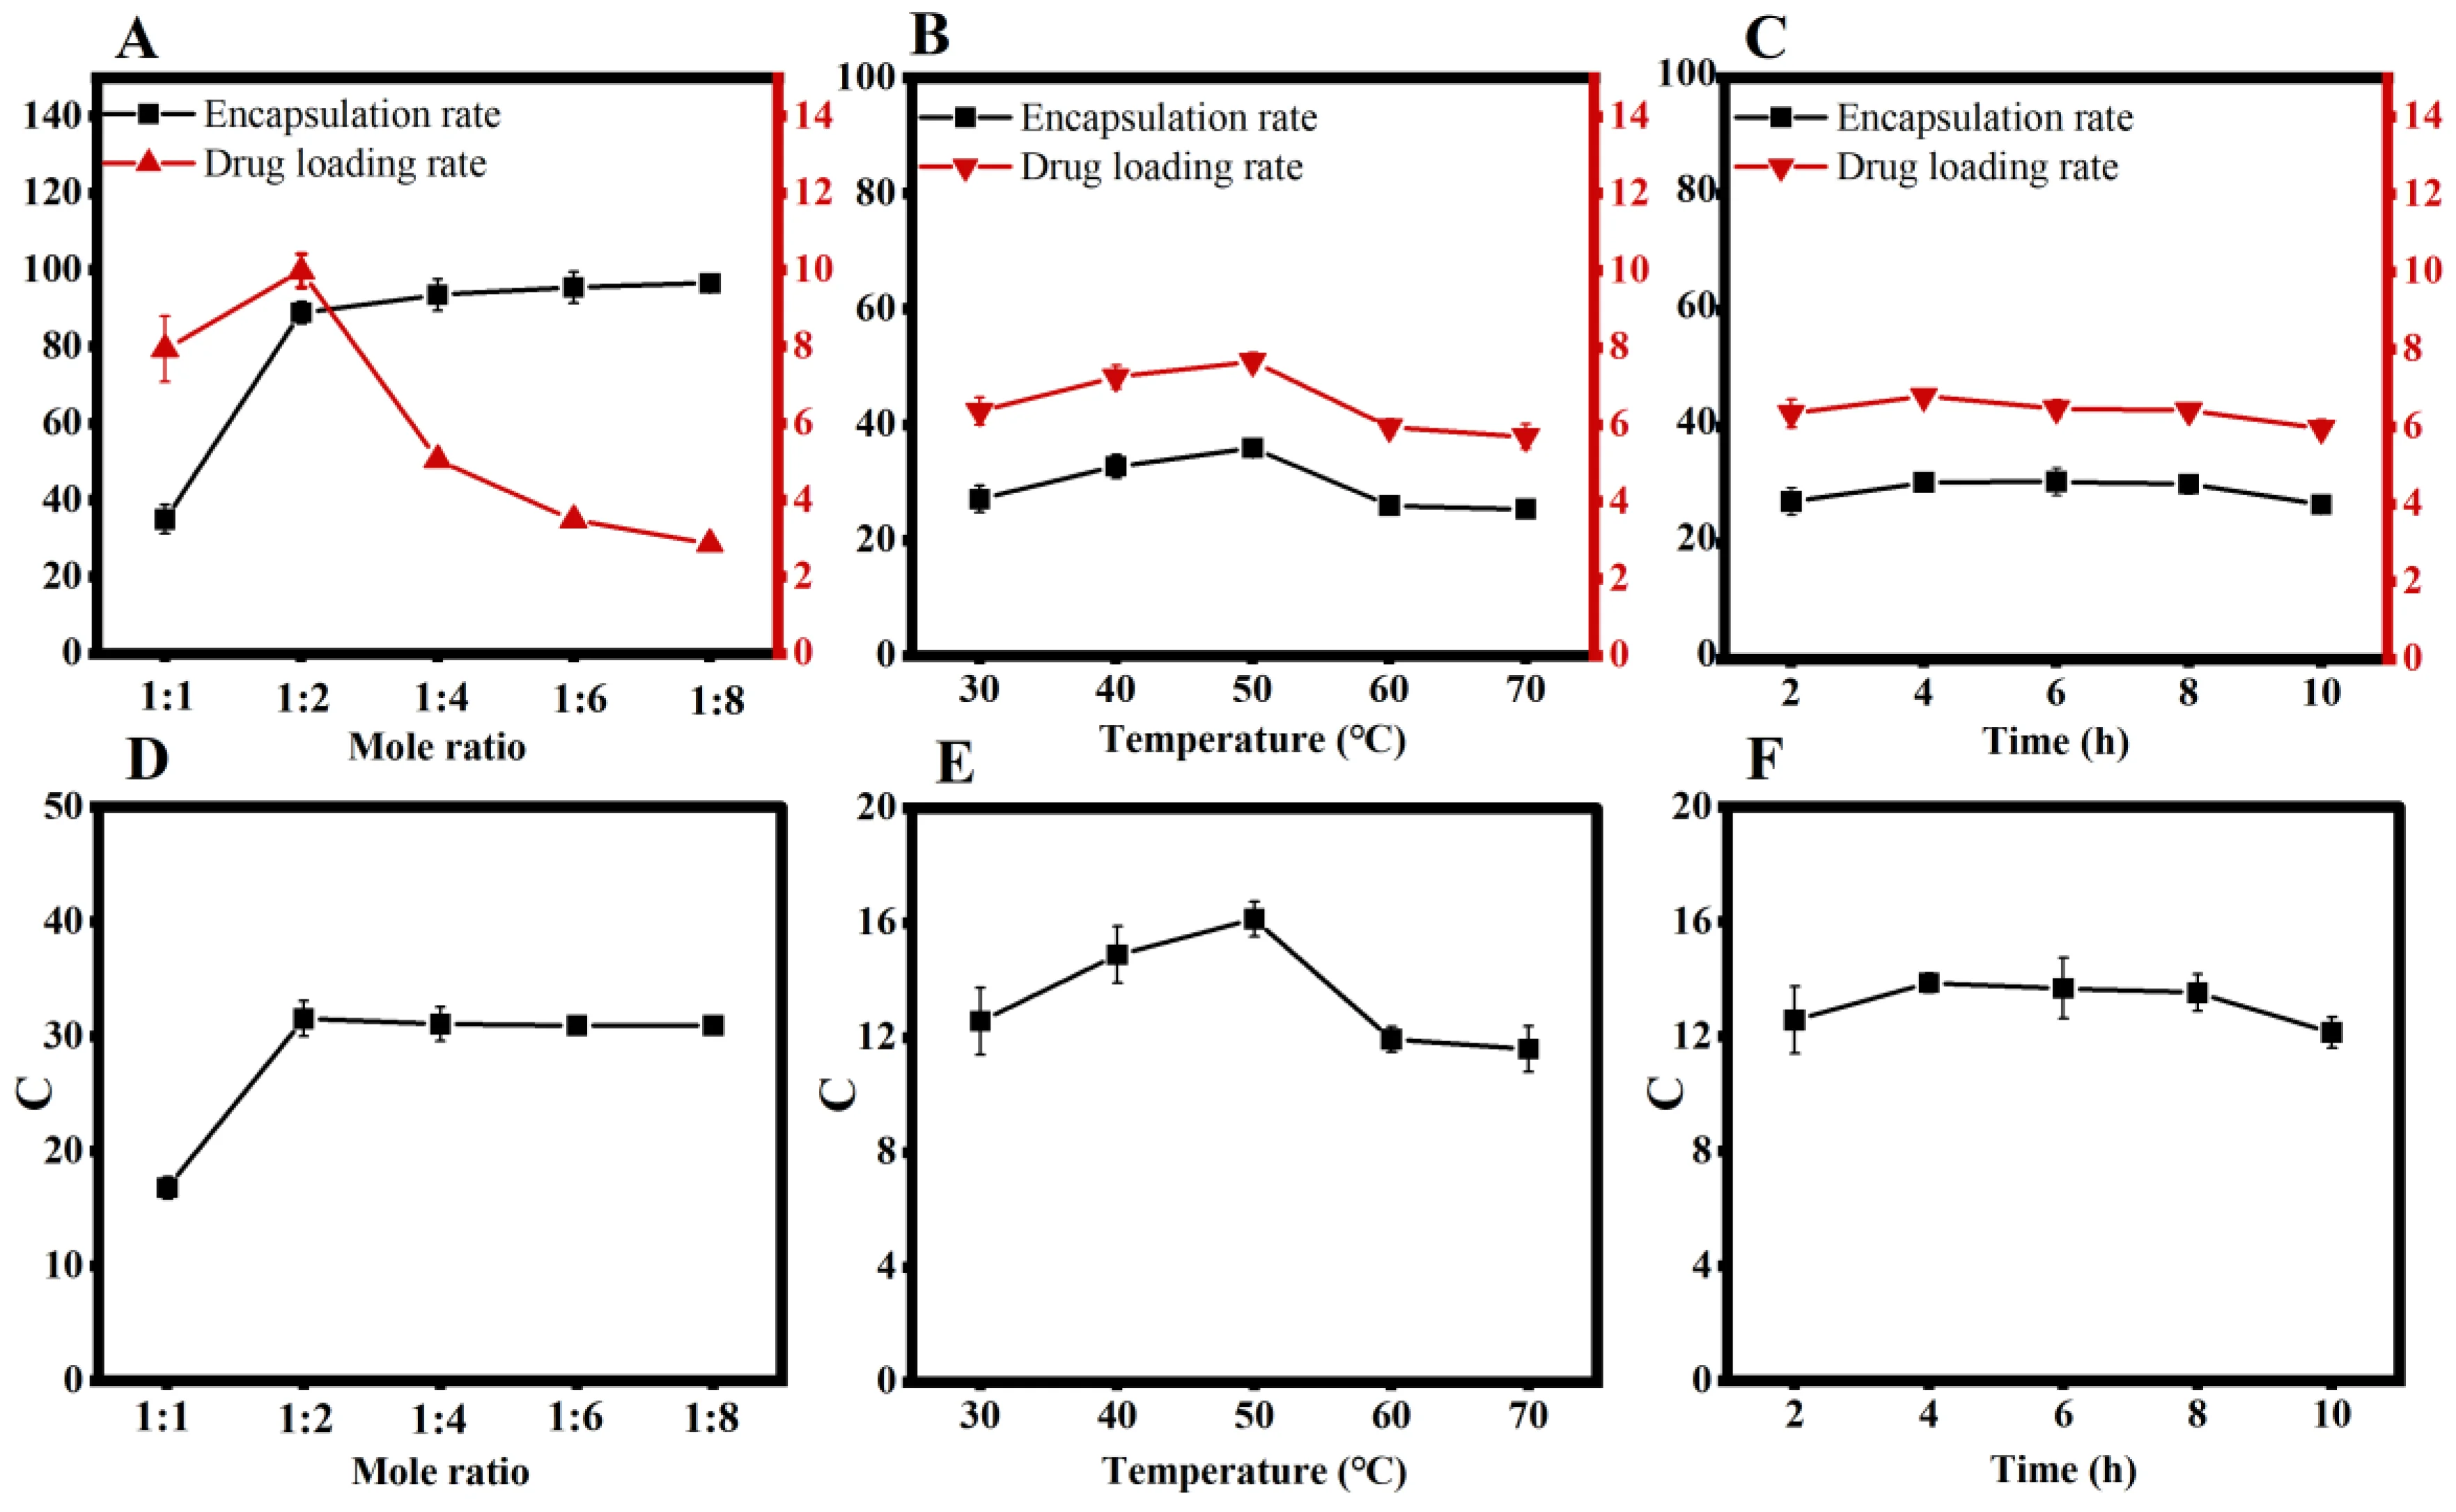 A
140
120
100
80
60
40
20
0
Encapsulation rate
Drug loading rate
14
12
10
8
6
4
2
0
1:1 1:2 1:4 1:6 1:8
Mole ratio
B
100
80
60
40
20
0
Encapsulation rate
Drug loading rate
14
12
10
8
6
4
2
0
30 40 50 60 70
Temperature (°C)
C
100
80
60
40
20
0
Encapsulation rate
Drug loading rate
14
12
10
8
6
4
2
0
2 4 6 8 10
Time (h)
D
50
40
30
20
10
0
C
1:1 1:2 1:4 1:6 1:8
Mole ratio
E
20
16
12
8
4
0
C
30 40 50 60 70
Temperature (°C)
F
20
16
12
8
4
0
C
2 4 6 8 10
Time (h)